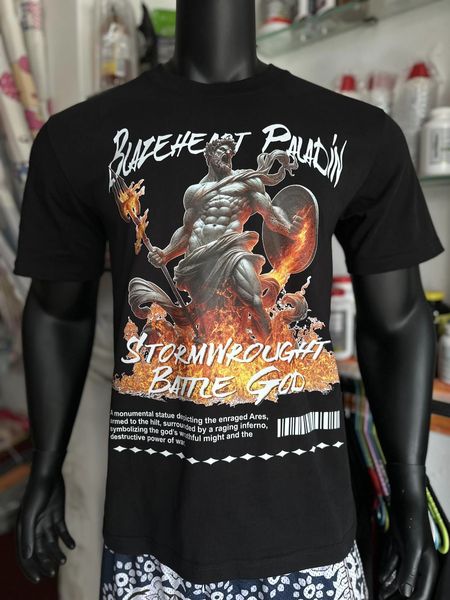 BLAZEHEART PALADIN
STORMWROUGHT
BATTLE GOD
A monumental statue depicting the enraged Ares,
armed to the hilt, surrounded by a raging inferno,
symbolizing the god's wrathful might and the
destructive power of war.